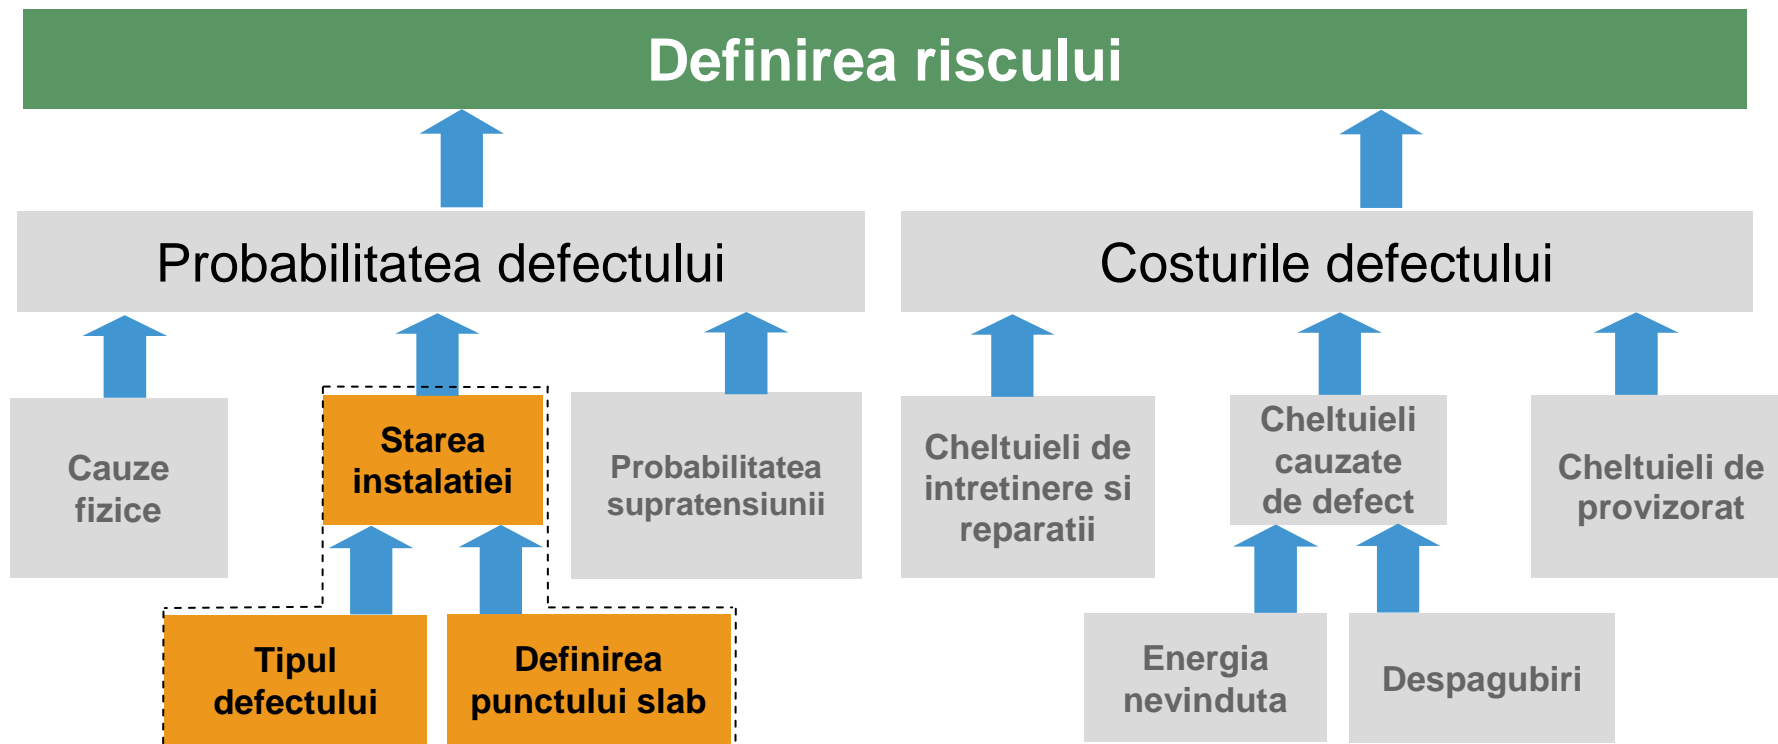 Definirea riscului
Probabilitatea defectului
Costurile defectului
Cauze
fizice
Starea
instalatiei
Probabilitatea
supratensiunii
Cheltuieli de
intretinere si
reparatii
Cheltuieli
cauzate
de defect
Cheltuieli de
provizorat
Tipul
defectului
Definirea
punctului slab
Energia
nevinduta
Despagubiri